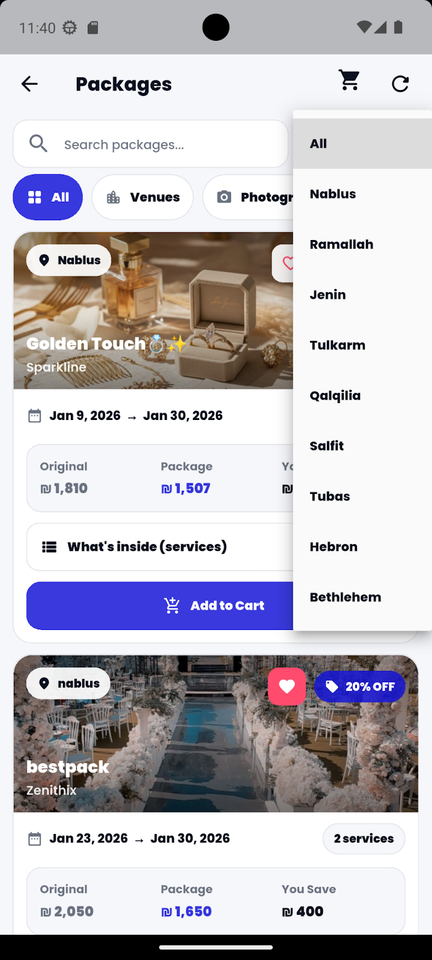 11:40
Packages
Search packages...
All
Nablus
Ramallah
Jenin
Tulkarm
Qalqilia
Salfit
Tubas
Hebron
Bethlehem
All
Venues
Photogr
Nablus
Golden Touch💍✨
Sparkline
Jan 9, 2026 → Jan 30, 2026
Original Package
₪ 1,810 ₪ 1,507 ₪
What's inside (services)
Add to Cart
nablus
20% OFF
bestpack
Zenithix
Jan 23, 2026 → Jan 30, 2026
2 services
Original Package You Save
₪ 2,050 ₪ 1,650 ₪ 400